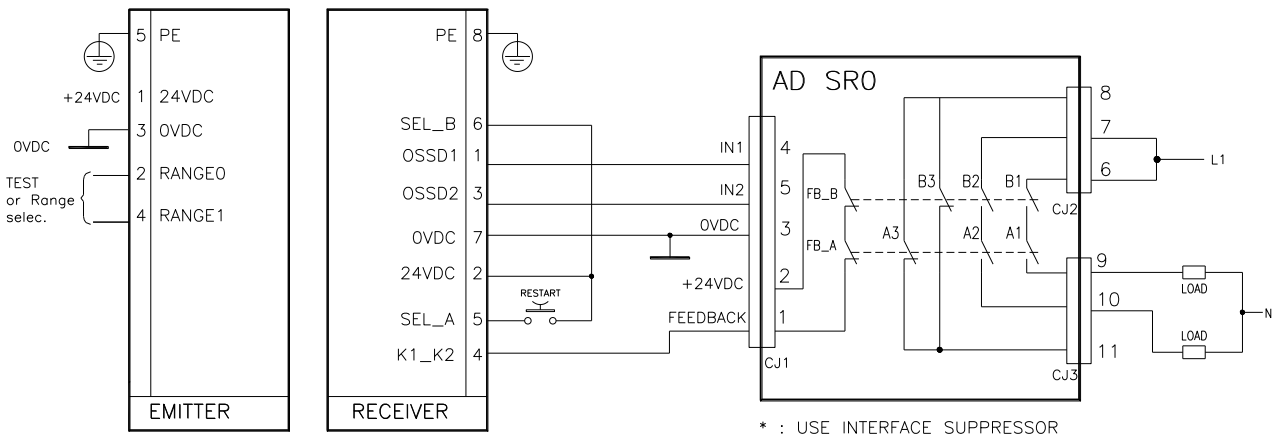 5 PE
+24VDC 1 24VDC
3 0VDC
0VDC
2 RANGE0
TEST
or Range
selec.
4 RANGE1
EMITTER
PE 8
SEL_B 6
OSSD1 1
OSSD2 3
0VDC 7
24VDC 2
RESTART
SEL_A 5
K1_K2 4
RECEIVER
AD SR0
IN1 4
IN2 5
0VDC 3
+24VDC 2
FEEDBACK 1
CJ1
FB_B B3 B2 B1
FB_A A3 A2 A1
8
7
6
L1
CJ2
9
LOAD
10
N
LOAD
11
CJ3
* : USE INTERFACE SUPPRESSOR